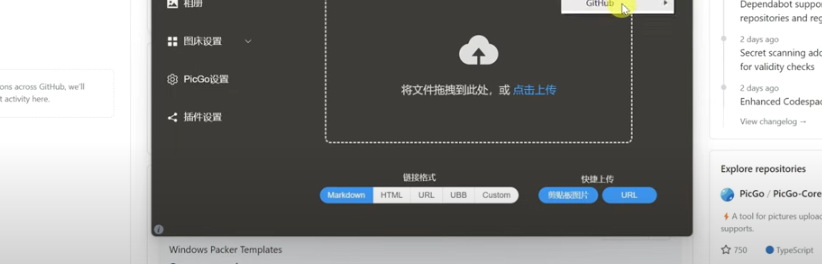 相册
GitHub
图床设置
PicGo设置
插件设置
将文件拖拽到此处，或 点击上传
链接格式
Markdown HTML URL UBB Custom
快捷上传
剪贴板图片 URL
ons across GitHub, we'll
t activity here.
Windows Packer Templates
Dependabot suppo
repositories and reg
2 days ago
Secret scanning add
for validity checks
2 days ago
Enhanced Codespac
View changelog →
Explore repositories
PicGo / PicGo-Core
A tool for pictures uploa
supports.
750 TypeScript